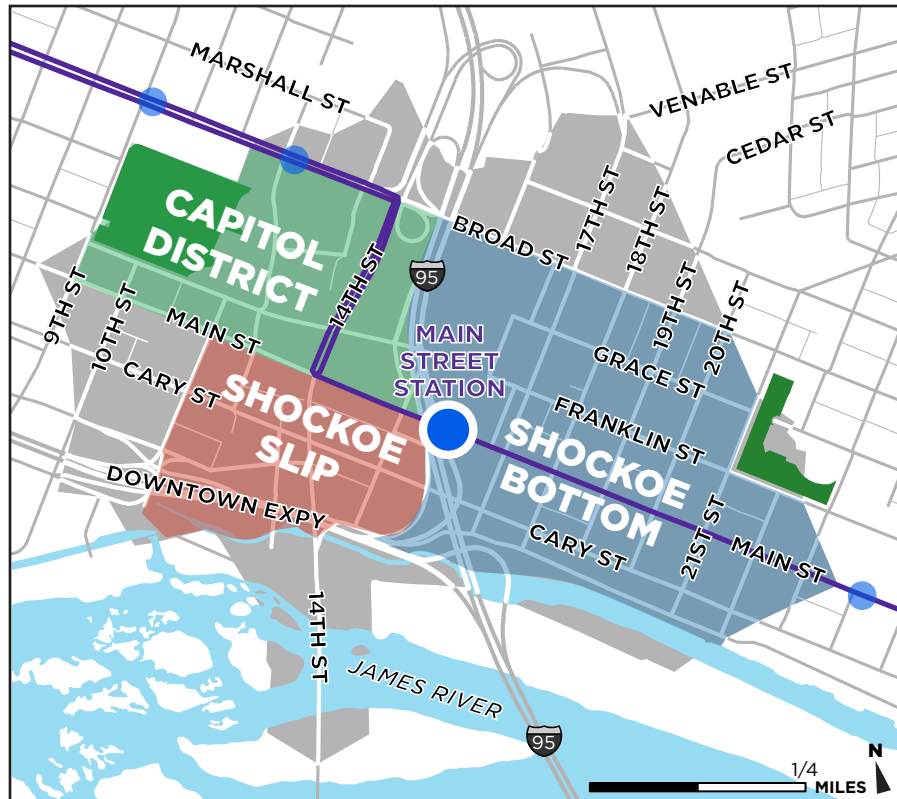 MARSHALL ST
VENABLE ST
CEDAR ST
CAPITOL
DISTRICT
14TH ST
BROAD ST
17TH ST
18TH ST
19TH ST
20TH ST
95
9TH ST
10TH ST
MAIN ST
CARY ST
MAIN
STREET
STATION
GRACE ST
FRANKLIN ST
SHOCKOE
SLIP
SHOCKOE
BOTTOM
DOWNTOWN EXPY
CARY ST
21ST ST
MAIN ST
14TH ST
JAMES RIVER
95
N
1/4
MILES